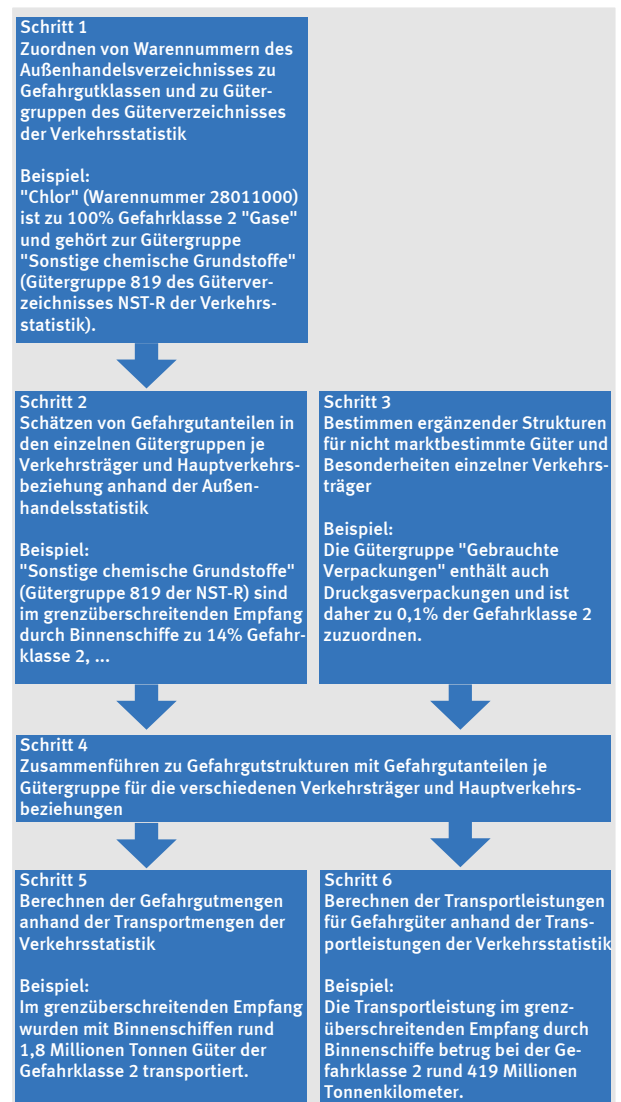 Schritt 1
Zuordnen von Warennummern des
Außenhandelsverzeichnisses zu
Gefahrgutklassen und zu Güter-
gruppen des Güterverzeichnisses
der Verkehrsstatistik
Beispiel:
"Chlor" (Warennummer 28011000)
ist zu 100% Gefahrklasse 2 "Gase"
und gehört zur Gütergruppe
"Sonstige chemische Grundstoffe"
(Gütergruppe 819 des Güterver-
zeichnisses NST-R der Verkehrs-
statistik).
Schritt 2
Schätzen von Gefahrgutanteilen in
den einzelnen Gütergruppen je
Verkehrsträger und Hauptverkehrs-
beziehung anhand der Außen-
handelsstatistik
Beispiel:
"Sonstige chemische Grundstoffe"
(Gütergruppe 819 der NST-R) sind
im grenzüberschreitenden Empfang
durch Binnenschiffe zu 14% Gefahr-
klasse 2, ...
Schritt 3
Bestimmen ergänzender Strukturen
für nicht marktbestimmte Güter und
Besonderheiten einzelner Verkehrs-
träger
Beispiel:
Die Gütergruppe "Gebrauchte
Verpackungen" enthält auch
Druckgasverpackungen und ist
daher zu 0,1% der Gefahrklasse 2
zuzuordnen.
Schritt 4
Zusammenführen zu Gefahrgutstrukturen mit Gefahrgutanteilen je
Gütergruppe für die verschiedenen Verkehrsträger und Hauptverkehrs-
beziehungen
Schritt 5
Berechnen der Gefahrgutmengen
anhand der Transportmengen der
Verkehrsstatistik
Beispiel:
Im grenzüberschreitenden Empfang
wurden mit Binnenschiffen rund
1,8 Millionen Tonnen Güter der
Gefahrklasse 2 transportiert.
Schritt 6
Berechnen der Transportleistungen
für Gefahrgüter anhand der Trans-
portleistungen der Verkehrsstatistik
Beispiel:
Die Transportleistung im grenz-
überschreitenden Empfang durch
Binnenschiffe betrug bei der Ge-
fahrklasse 2 rund 419 Millionen
Tonnenkilometer.